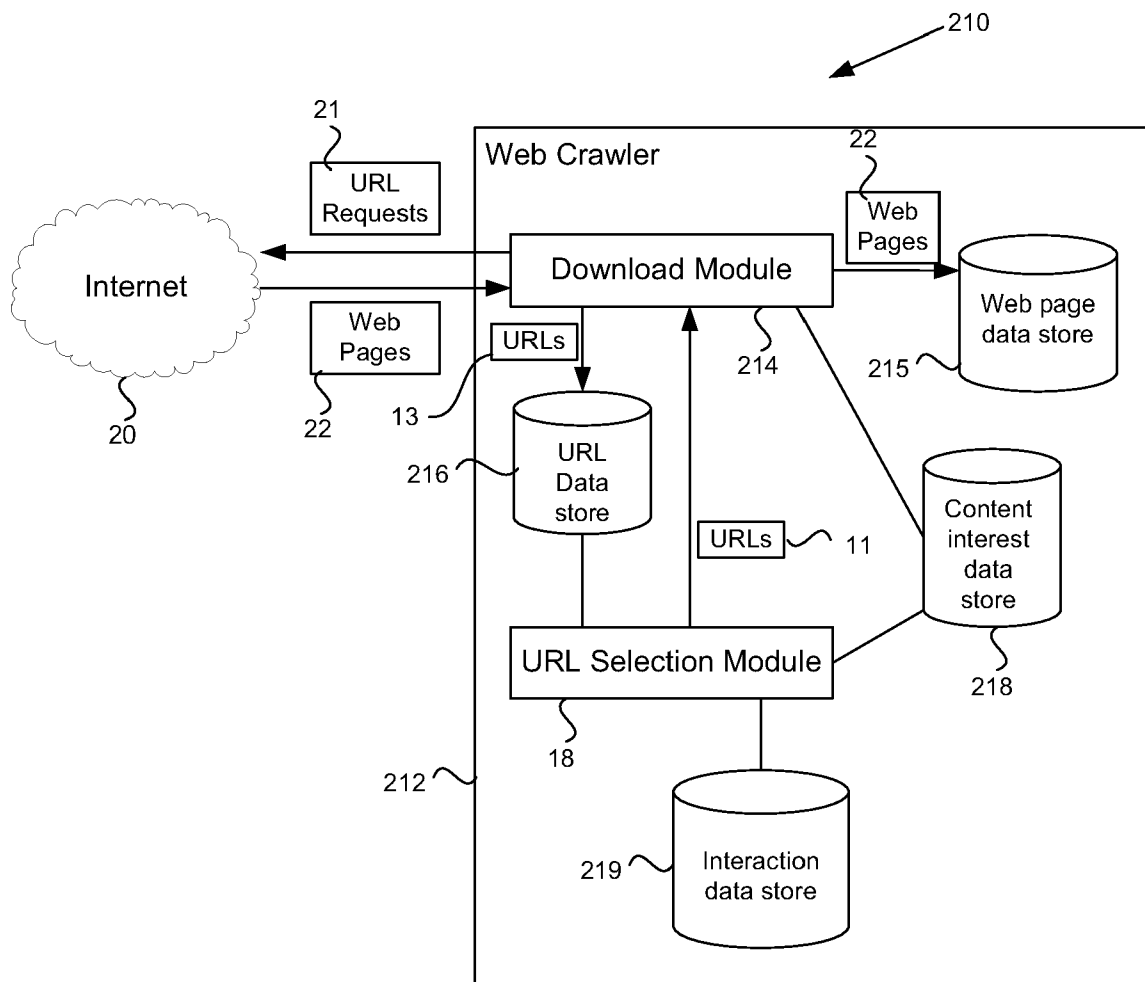 210
21
22
Web Crawler
URL
Requests
Web
Pages
Internet
Download Module
Web page
data store
Web
Pages
URLs
214
215
22
13
20
216
URL
Data
store
Content
interest
data
store
URLs
11
URL Selection Module
218
18
212
219
Interaction
data store